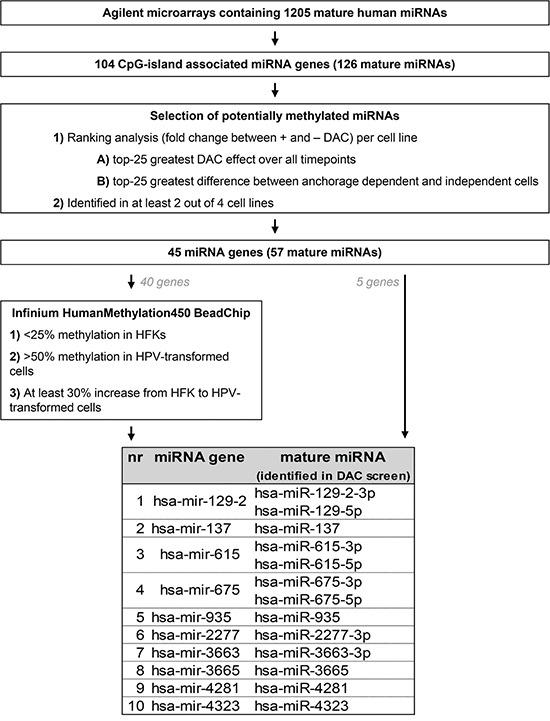 Agilent microarrays containing 1205 mature human miRNAs
104 CpG-island associated miRNA genes (126 mature miRNAs)
Selection of potentially methylated miRNAs
1) Ranking analysis (fold change between + and – DAC) per cell line
A) top-25 greatest DAC effect over all timepoints
B) top-25 greatest difference between anchorage dependent and independent cells
2) Identified in at least 2 out of 4 cell lines
45 miRNA genes (57 mature miRNAs)
40 genes
5 genes
Infinium HumanMethylation450 BeadChip
1) <25% methylation in HFKs
2) >50% methylation in HPV-transformed
cells
3) At least 30% increase from HFK to HPV-
transformed cells
nr miRNA gene mature miRNA
(identified in DAC screen)
1 hsa-mir-129-2 hsa-miR-129-2-3p
hsa-miR-129-5p
2 hsa-mir-137 hsa-miR-137
3 hsa-mir-615 hsa-miR-615-3p
hsa-miR-615-5p
4 hsa-mir-675 hsa-miR-675-3p
hsa-miR-675-5p
5 hsa-mir-935 hsa-miR-935
6 hsa-mir-2277 hsa-miR-2277-3p
7 hsa-mir-3663 hsa-miR-3663-3p
8 hsa-mir-3665 hsa-miR-3665
9 hsa-mir-4281 hsa-miR-4281
10 hsa-mir-4323 hsa-miR-4323